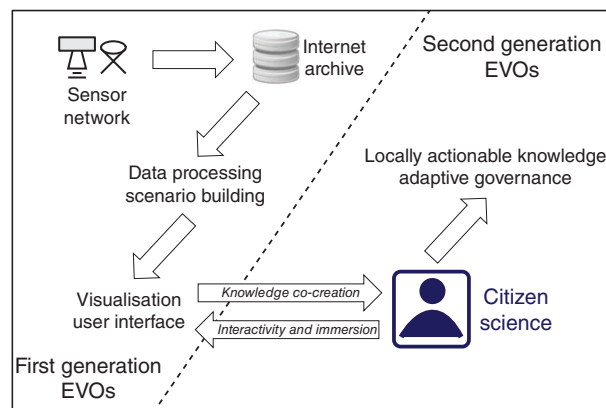 Sensor
network
Internet
archive
Second generation
EVOs
Data processing
scenario building
Locally actionable knowledge
adaptive governance
Visualisation
user interface
Knowledge co-creation
Interactivity and immersion
Citizen
science
First generation
EVOs